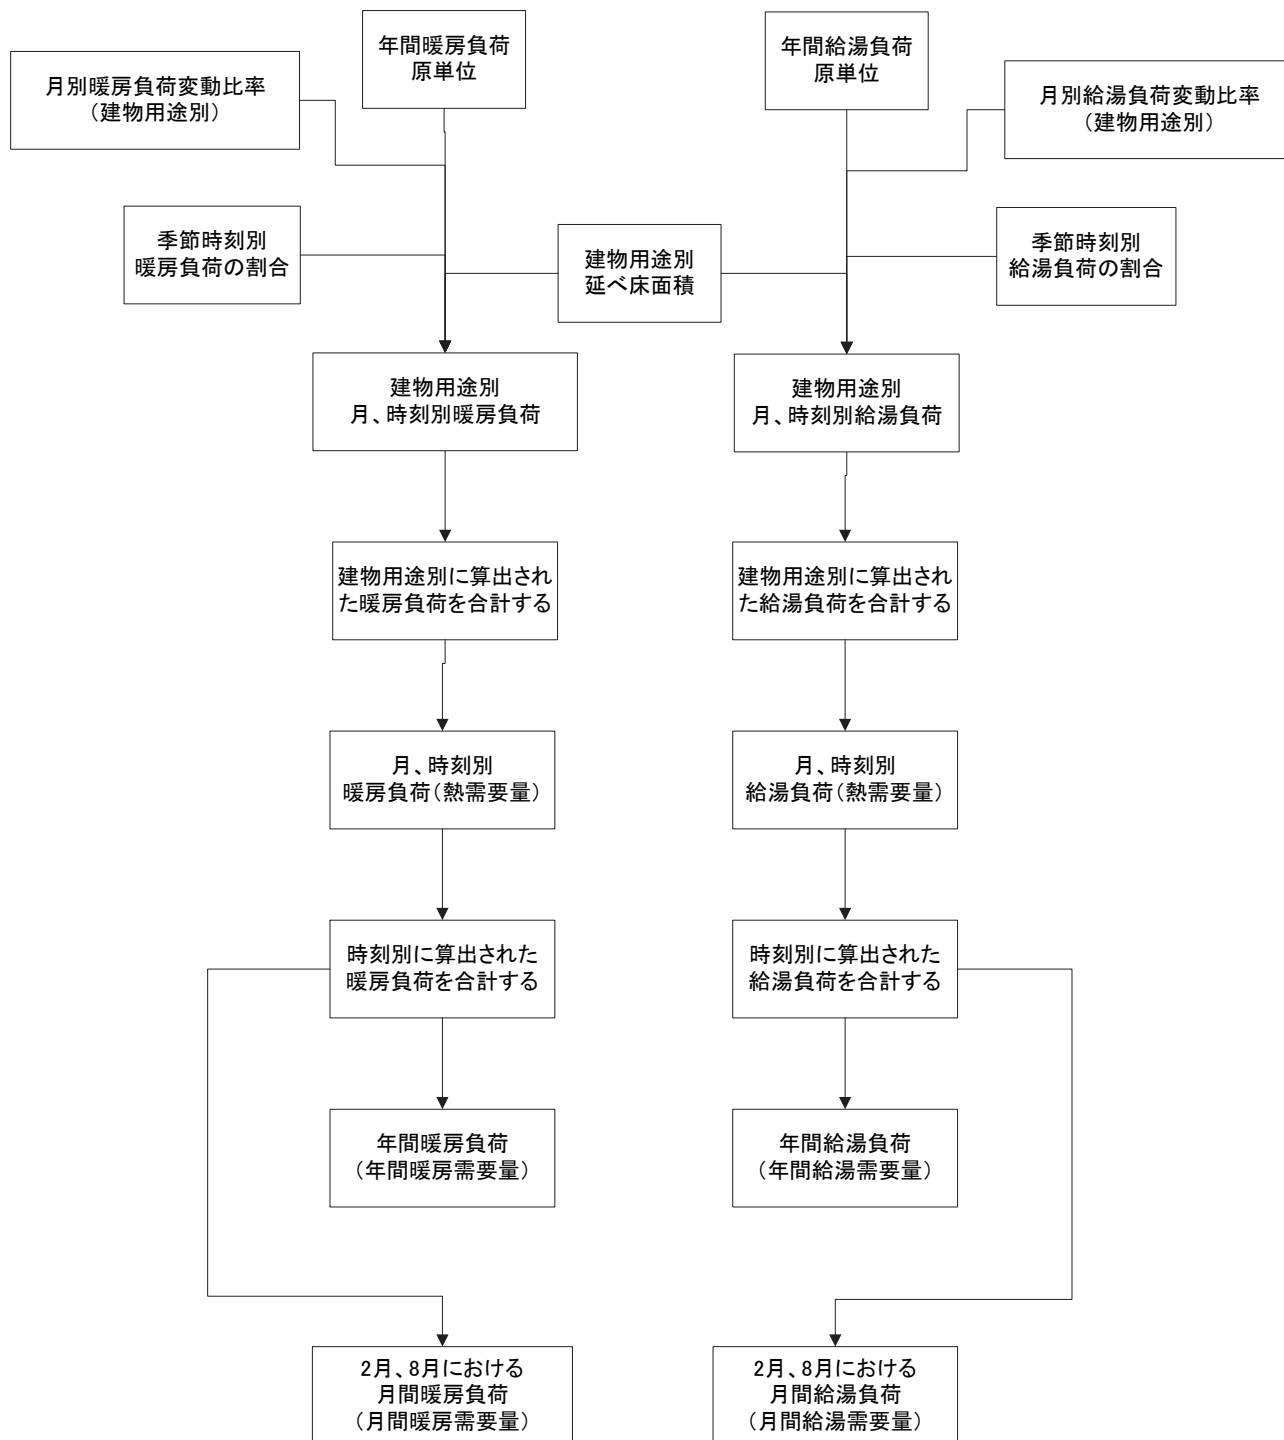 年間暖房負荷
原単位
年間給湯負荷
原単位
月別暖房負荷変動比率
（建物用途別）
月別給湯負荷変動比率
（建物用途別）
季節時刻別
暖房負荷の割合
建物用途別
延べ床面積
季節時刻別
給湯負荷の割合
建物用途別
月、時刻別暖房負荷
建物用途別
月、時刻別給湯負荷
建物用途別に算出され
た暖房負荷を合計する
建物用途別に算出され
た給湯負荷を合計する
月、時刻別
暖房負荷（熱需要量）
月、時刻別
給湯負荷（熱需要量）
時刻別に算出された
暖房負荷を合計する
時刻別に算出された
給湯負荷を合計する
年間暖房負荷
（年間暖房需要量）
年間給湯負荷
（年間給湯需要量）
2月、8月における
月間暖房負荷
（月間暖房需要量）
2月、8月における
月間給湯負荷
（月間給湯需要量）